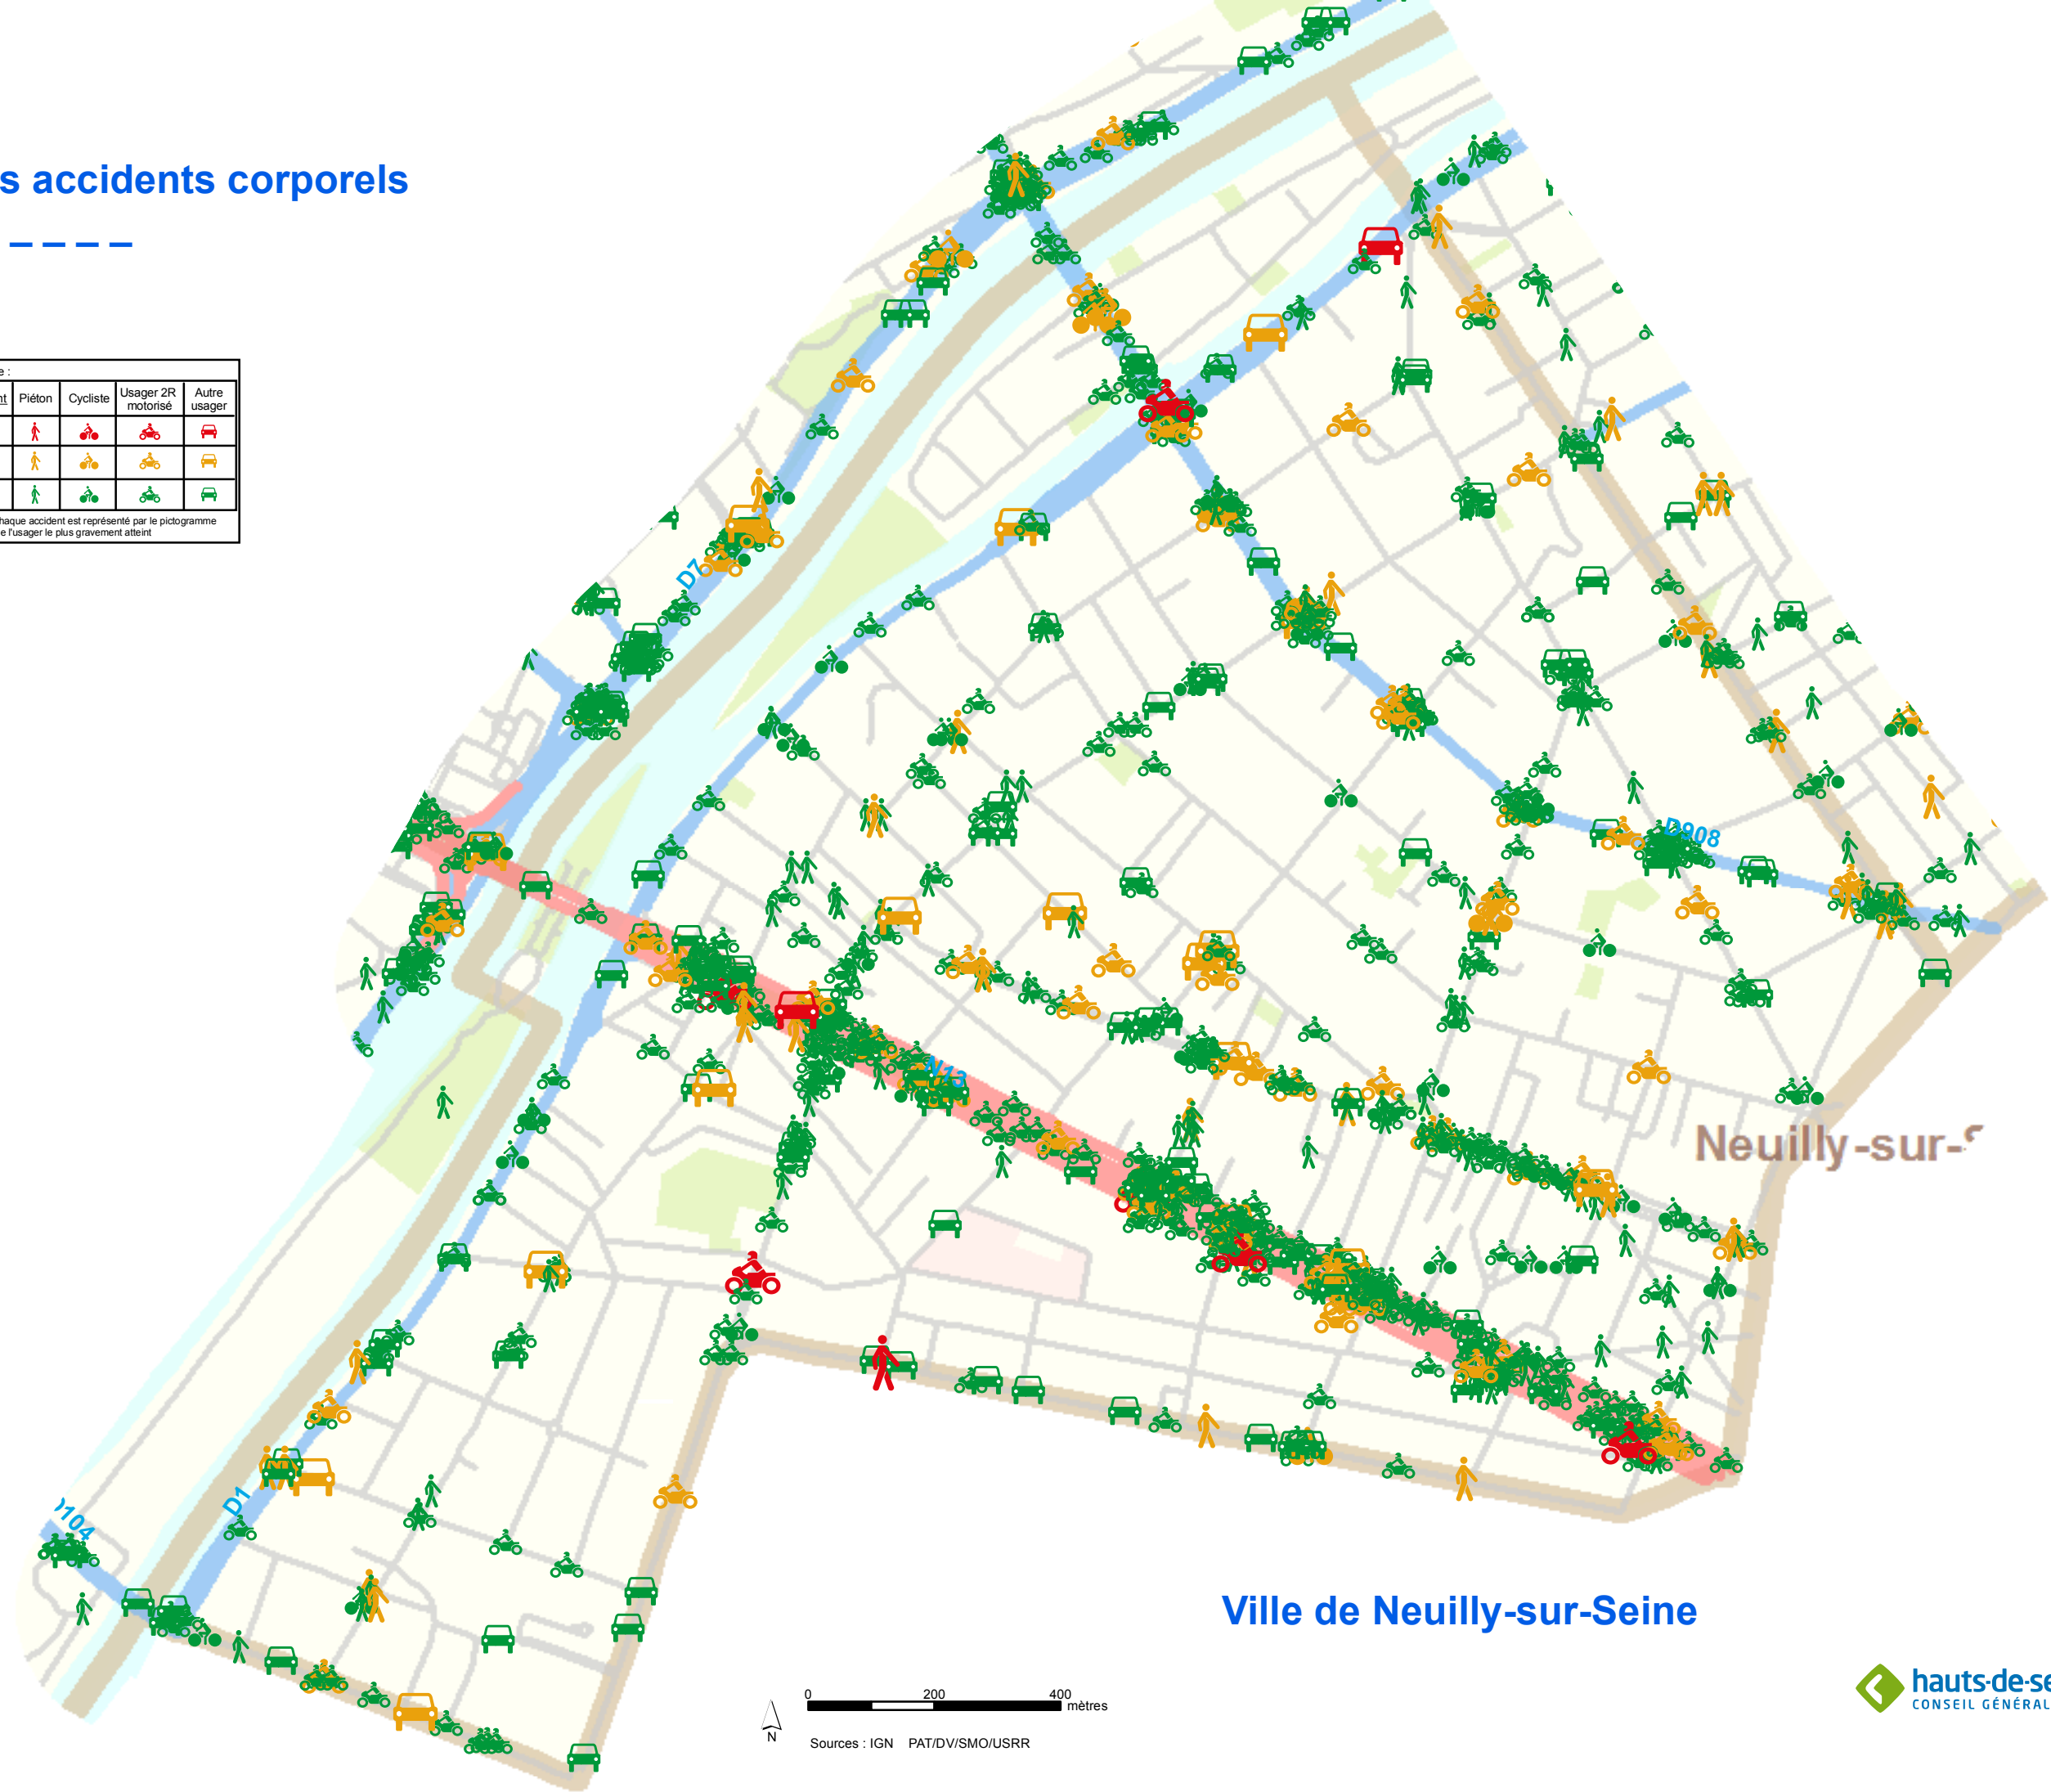 s accidents corporels
– – – – –
e :
nt Piéton Cycliste Usager 2R motorisé Autre usager
haque accident est représenté par le pictogramme
e l'usager le plus gravement atteint
D7
D908
N13
Neuilly-sur-S
D1
D104
Ville de Neuilly-sur-Seine
0 200 400
mètres
N
Sources : IGN PAT/DV/SMO/USRR
hauts-de-se
CONSEIL GÉNÉRAL